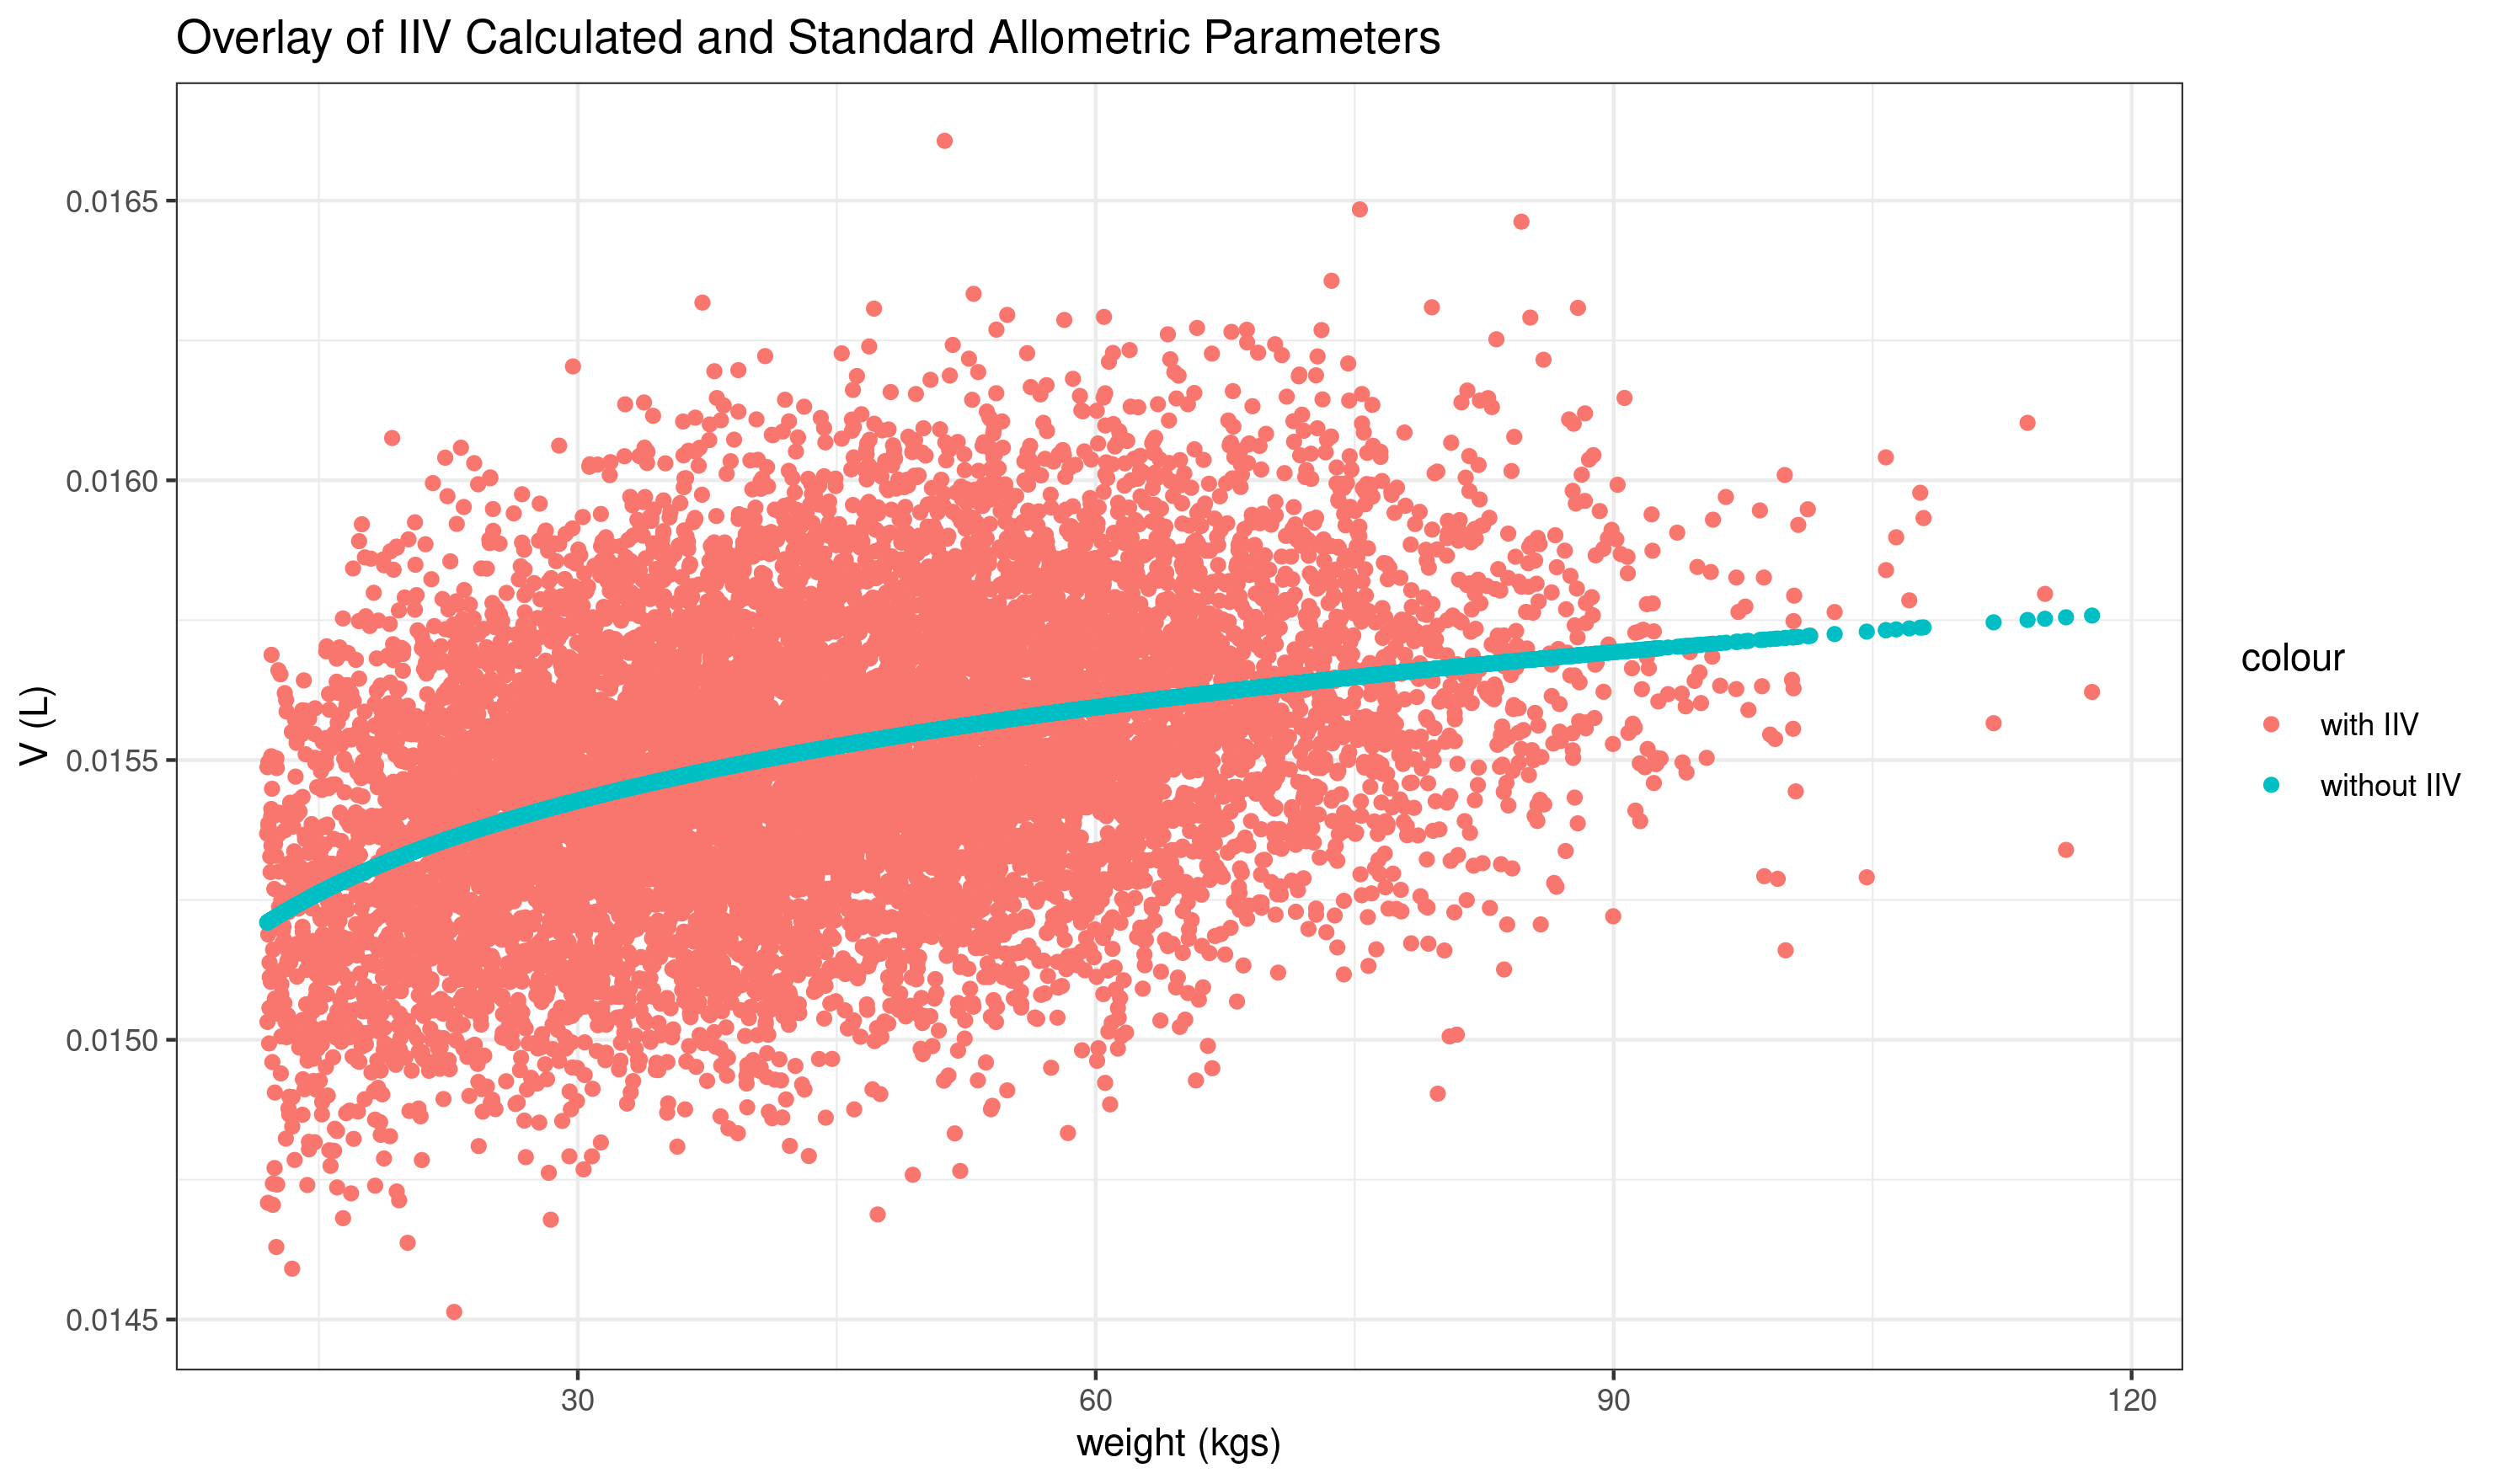 Overlay of IIV Calculated and Standard Allometric Parameters
V (L)
0.0165
0.0160
0.0155
0.0150
0.0145
30
60
90
120
weight (kgs)
colour
with IIV
without IIV